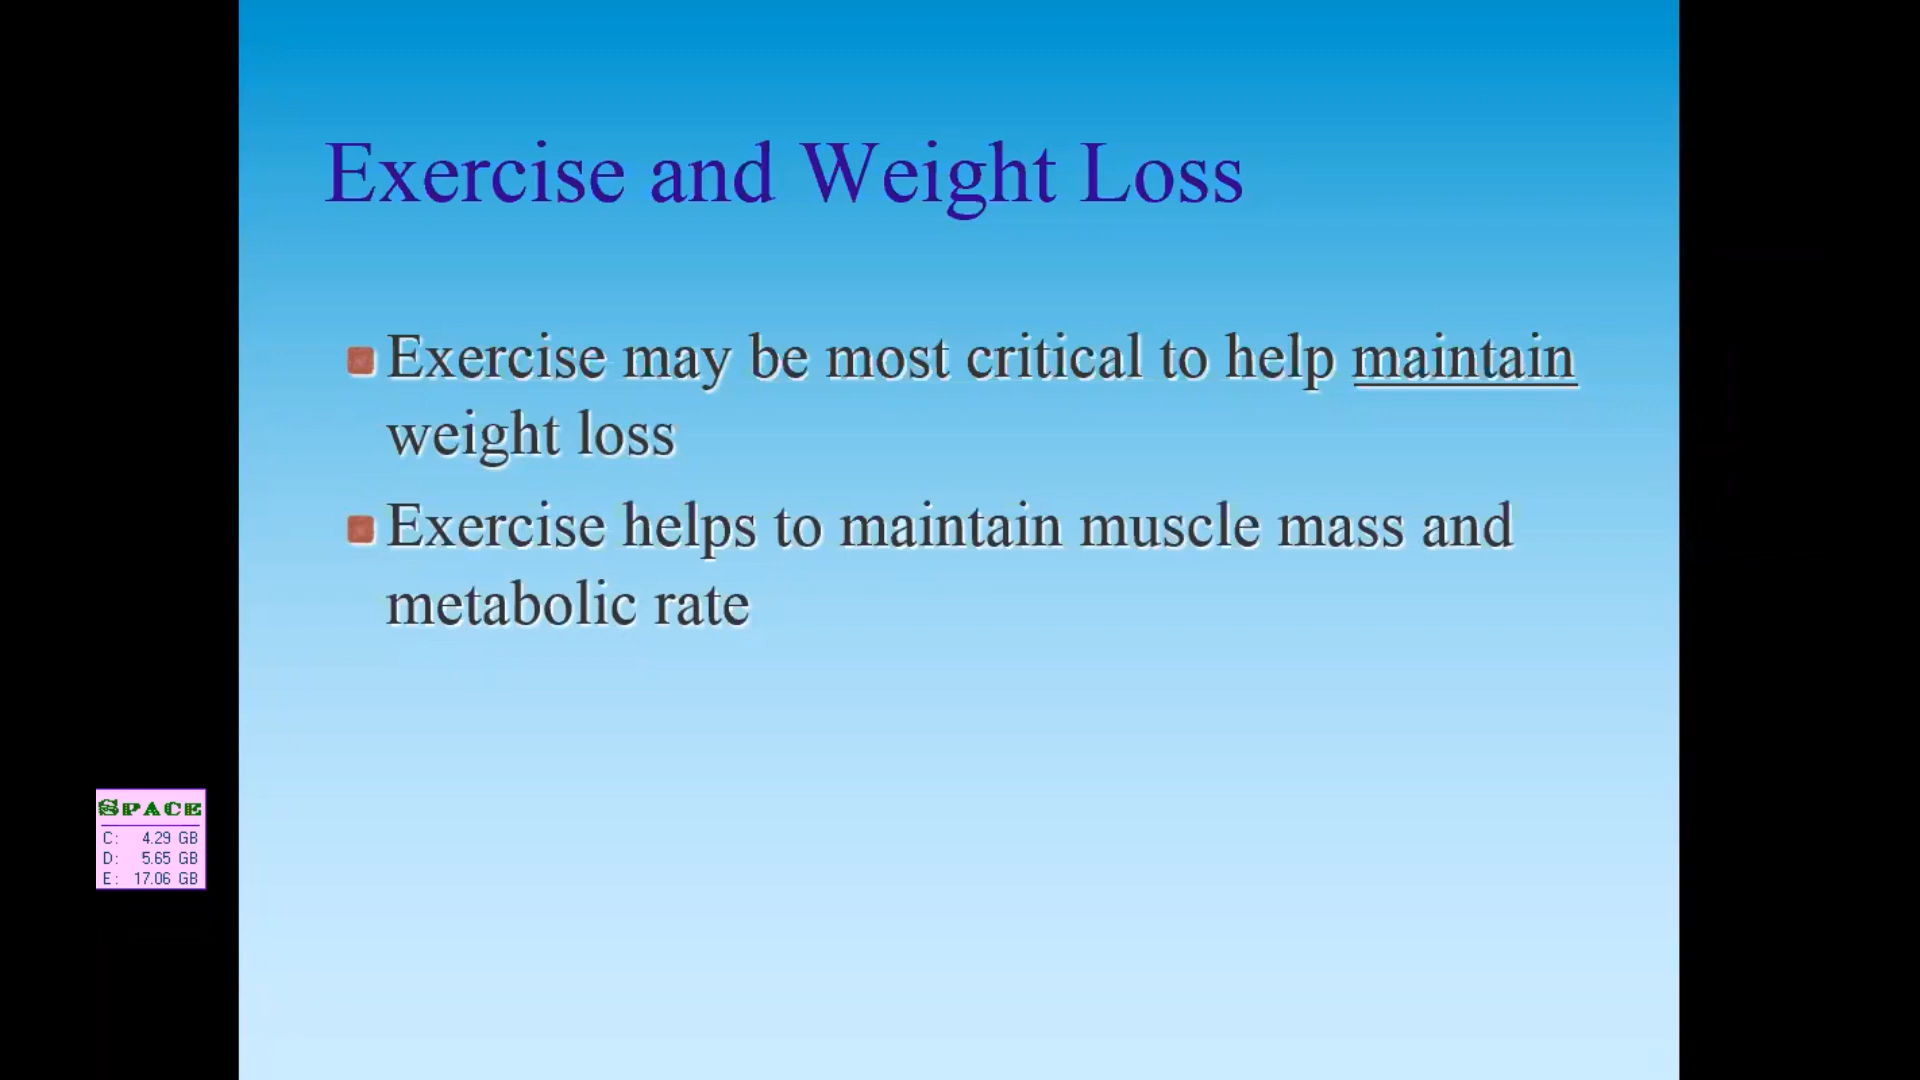 Exercise and Weight Loss
Exercise may be most critical to help maintain
weight loss
Exercise helps to maintain muscle mass and
metabolic rate
SPACE
C: 4.29 GB
D: 5.65 GB
E: 17.06 GB